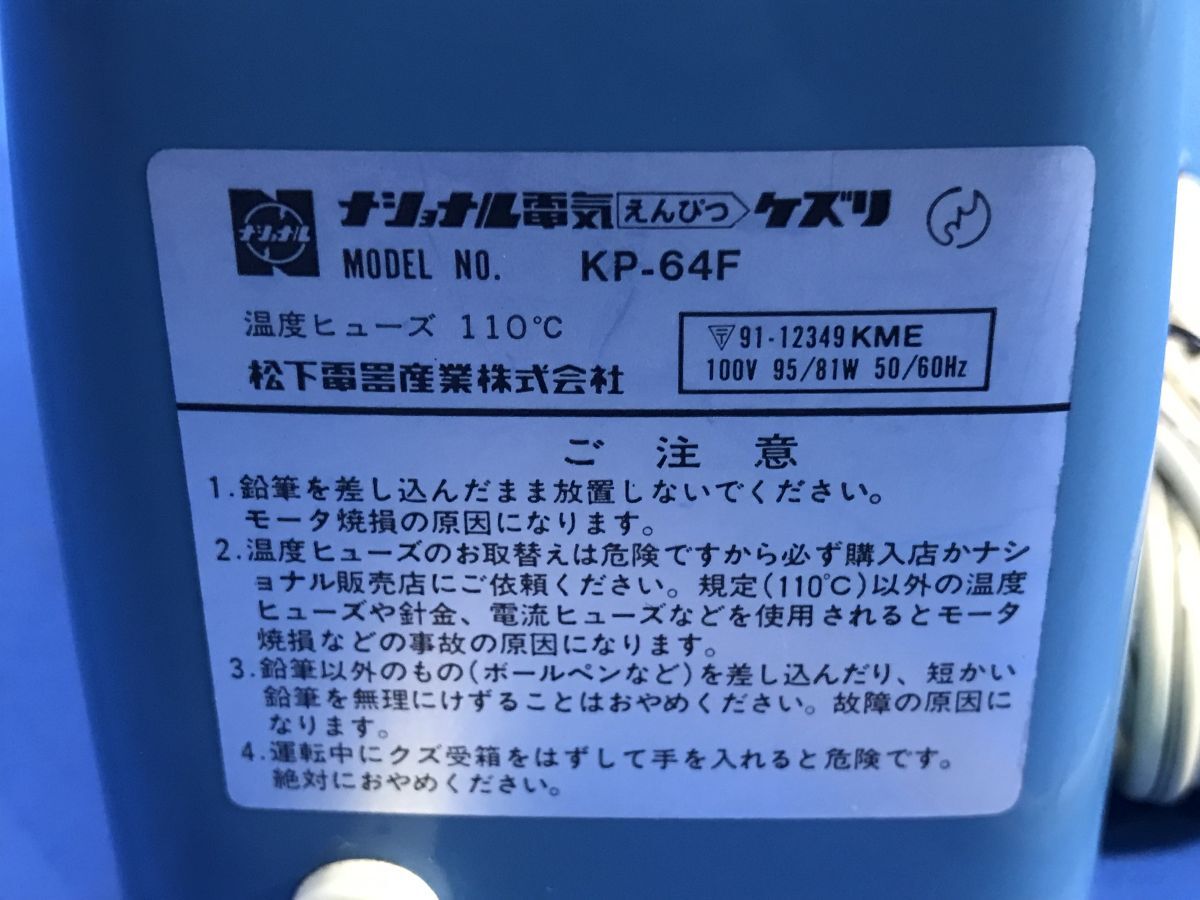 ナショナル
ナショナル電気えんぴつケズリ
MODEL NO. KP-64F
温度ヒューズ 110℃
松下電器産業株式会社
〒91-12349 KME
100V 95/81W 50/60Hz
ご注意
1.鉛筆を差し込んだまま放置しないでください。
モータ焼損の原因になります。
2.温度ヒューズのお取替えは危険ですから必ず購入店かナシ
ョナル販売店にご依頼ください。規定(110℃)以外の温度
ヒューズや針金、電流ヒューズなどを使用されるとモータ
焼損などの事故の原因になります。
3.鉛筆以外のもの(ボールペンなど)を差し込んだり、短かい
鉛筆を無理にけずることはおやめください。故障の原因に
なります。
4.運転中にクズ受箱をはずして手を入れると危険です。
絶対におやめください。